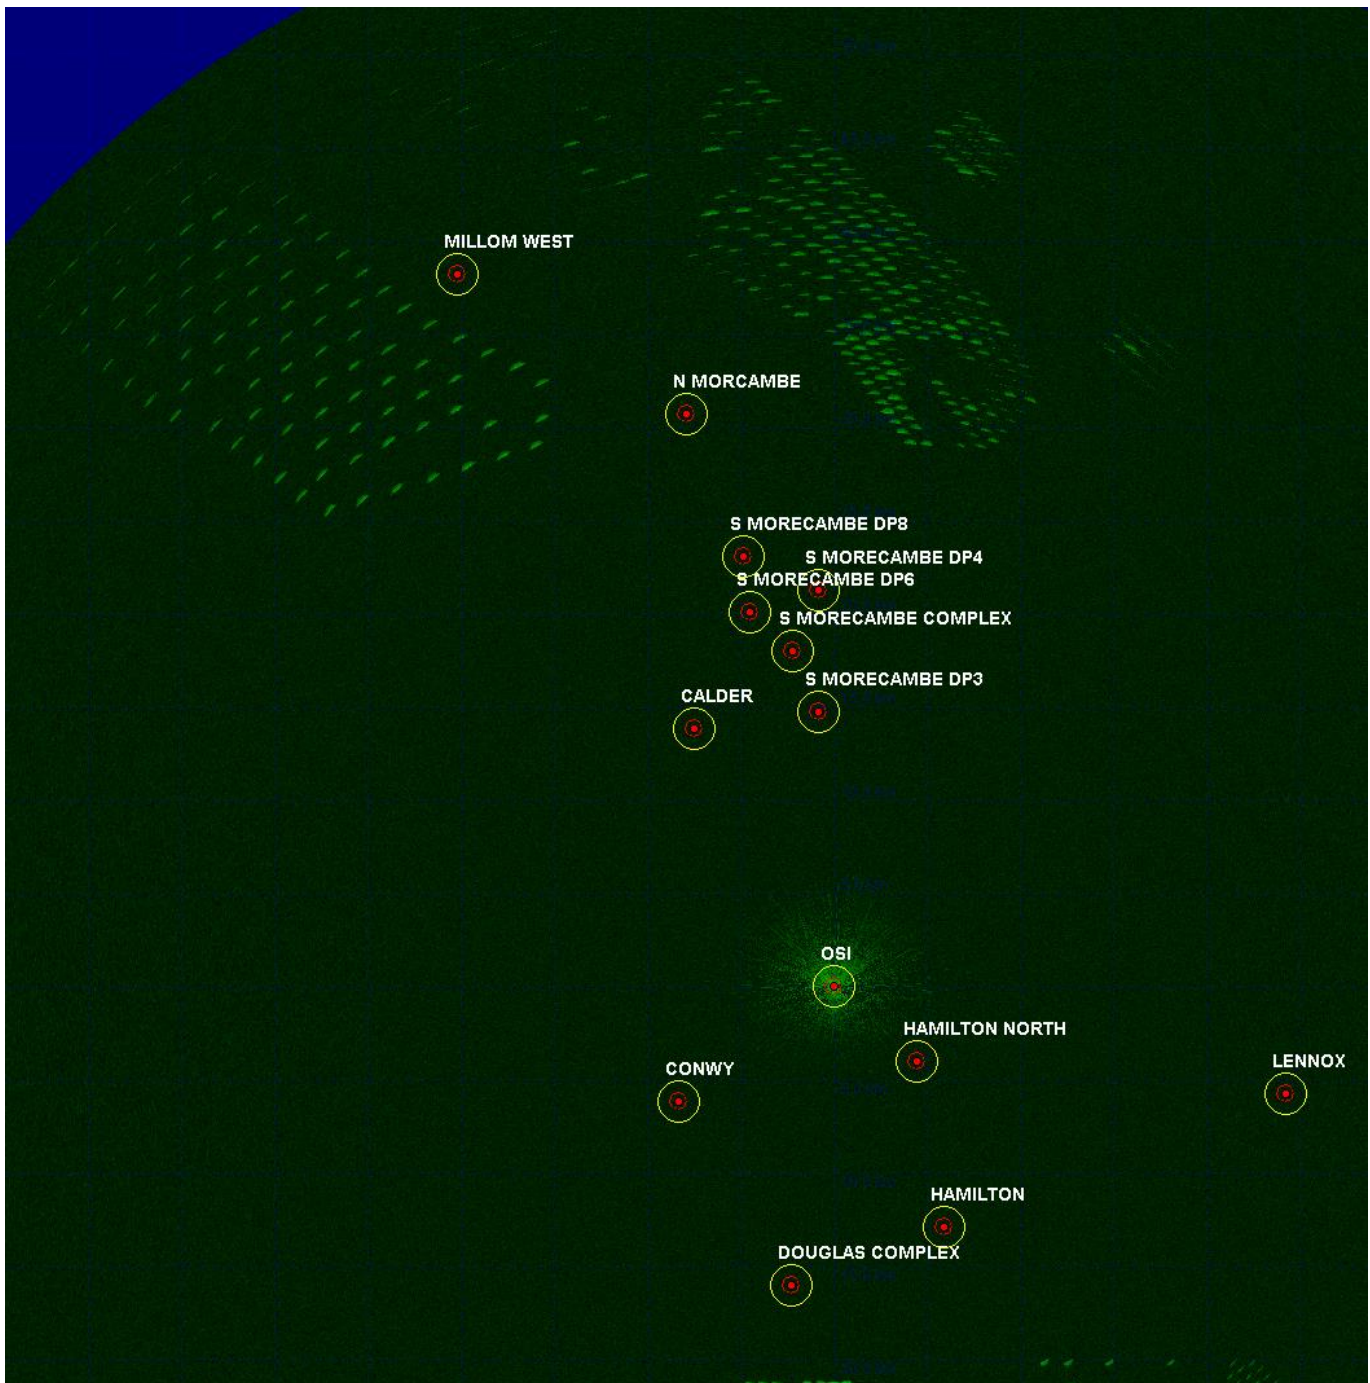 MILLOM WEST
N MORCAMBE
S MORECAMBE DP8
S MORECAMBE DP4
S MORECAMBE DP6
S MORECAMBE COMPLEX
S MORECAMBE DP3
CALDER
OSI
HAMILTON NORTH
LENNOX
CONWY
HAMILTON
DOUGLAS COMPLEX